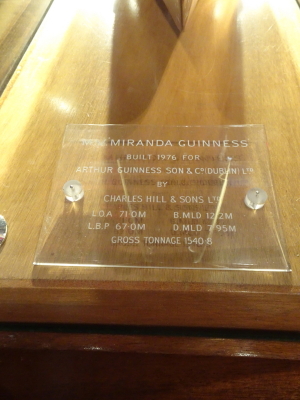 M.V. MIRANDA GUINNESS
BUILT 1976 FOR
ARTHUR GUINNESS SON & Cº(DUBLIN) Lᵀᴰ
BY
CHARLES HILL & SONS Lᵀᴰ
L.O.A 71·0M B.MLD 12·2M
L.B.P 67·0M D.MLD 7·95M
GROSS TONNAGE 1540·8